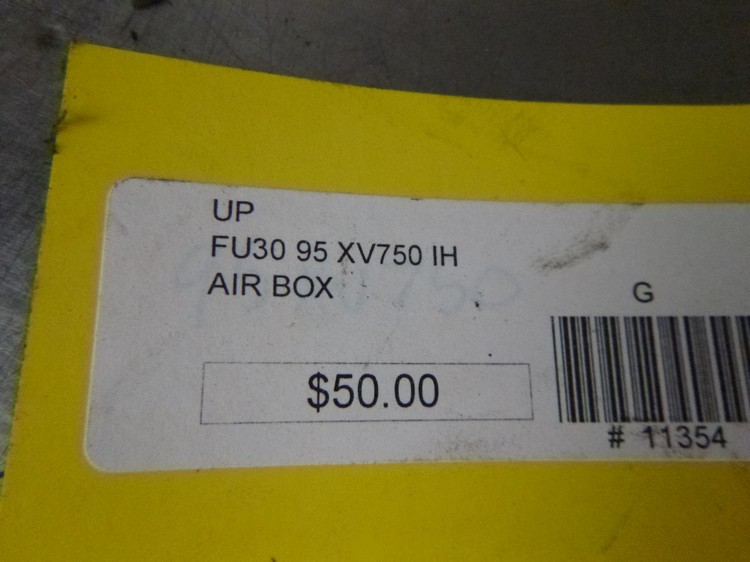 UP
FU30 95 XV750 IH
AIR BOX
G
$50.00
# 11354